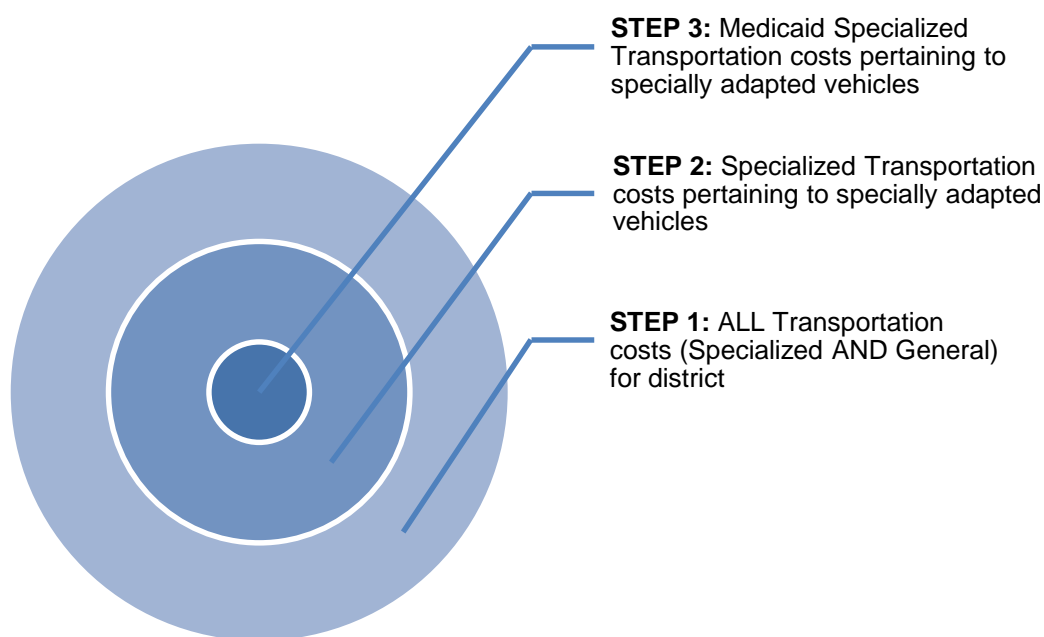 STEP 3: Medicaid Specialized
Transportation costs pertaining to
specially adapted vehicles
STEP 2: Specialized Transportation
costs pertaining to specially adapted
vehicles
STEP 1: ALL Transportation
costs (Specialized AND General)
for district